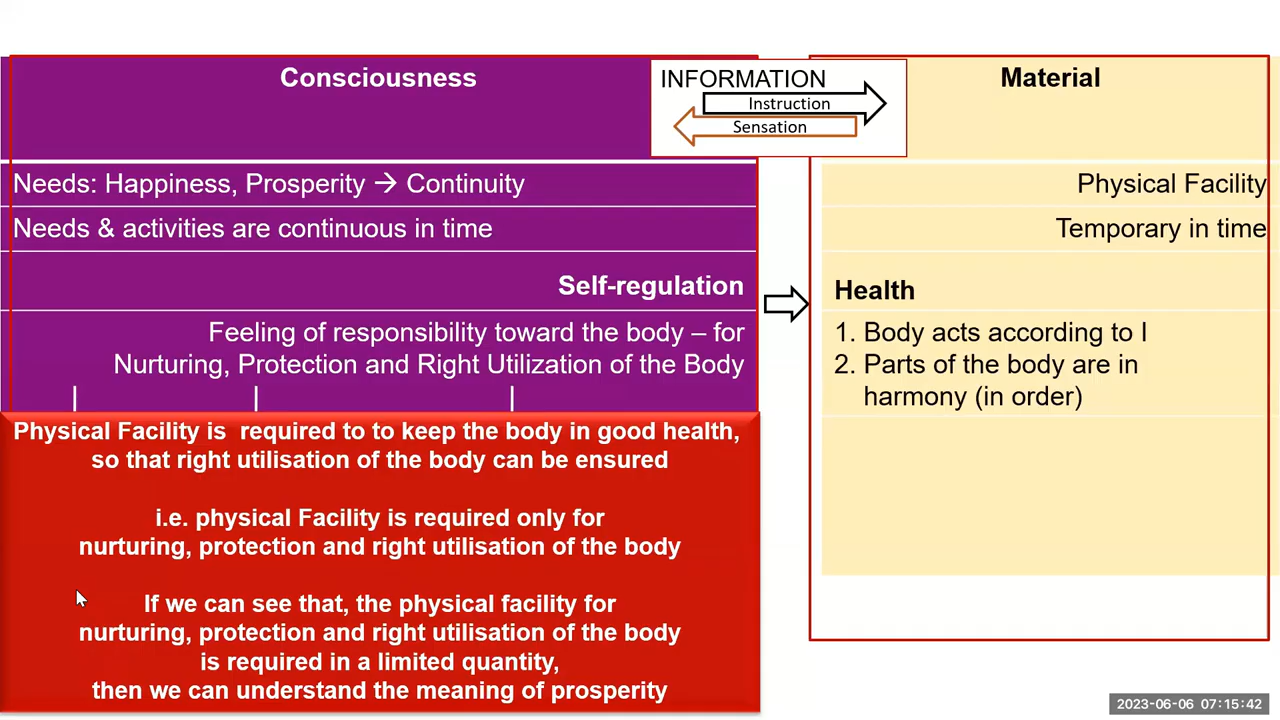 Consciousness
INFORMATION
Instruction
Sensation
Material
Needs: Happiness, Prosperity → Continuity
Physical Facility
Needs & activities are continuous in time
Temporary in time
Self-regulation
Health
Feeling of responsibility toward the body – for
Nurturing, Protection and Right Utilization of the Body
1. Body acts according to I
2. Parts of the body are in
harmony (in order)
Physical Facility is required to to keep the body in good health,
so that right utilisation of the body can be ensured
i.e. physical Facility is required only for
nurturing, protection and right utilisation of the body
If we can see that, the physical facility for
nurturing, protection and right utilisation of the body
is required in a limited quantity,
then we can understand the meaning of prosperity
2023-06-06 07:15:42